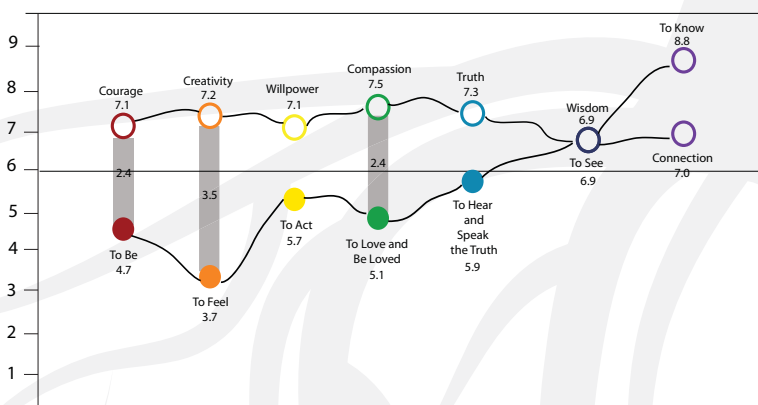 9
8
7
6
5
4
3
2
1
Courage
7.1
Creativity
7.2
Willpower
7.1
Compassion
7.5
Truth
7.3
Wisdom
6.9
To Know
8.8
2.4
3.5
2.4
To Be
4.7
To Feel
3.7
To Act
5.7
To Love and
Be Loved
5.1
To Hear
and
Speak
the Truth
5.9
To See
6.9
Connection
7.0